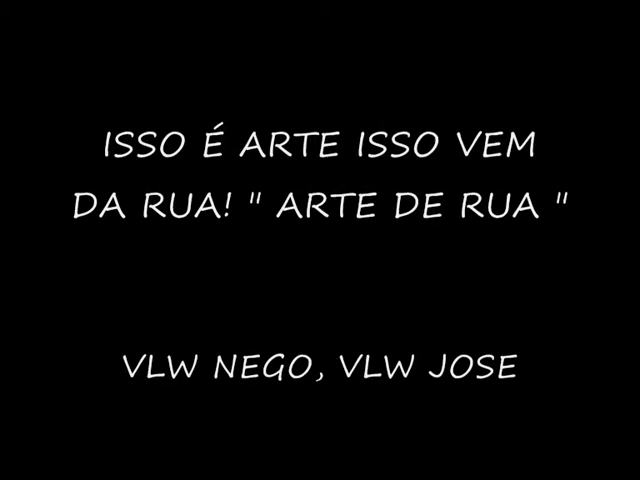 ISSO É ARTE ISSO VEM
DA RUA! " ARTE DE RUA "
VLW NEGO, VLW JOSE